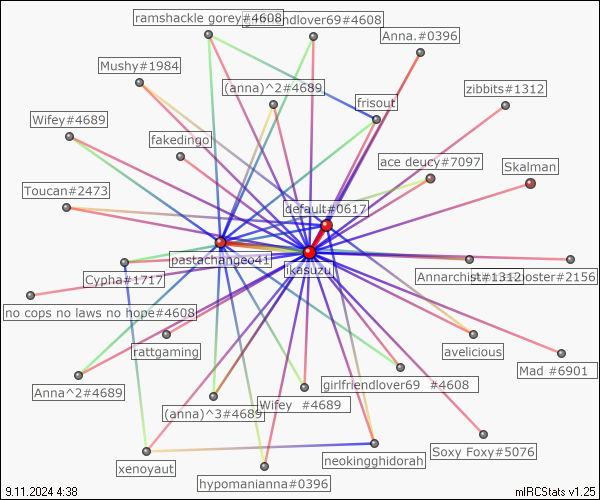 ramshackle gorey#4608
friendlover69#4608
Anna.#0396
Mushy#1984
(anna)^2#4689
zibbits#1312
frisout
Wifey#4689
fakedingo
ace deucy#7097
Skalman
Toucan#2473
default#0617
pastachangeo41
ikasuzu
Cypha#1717
Annarchist#1312
oster#2156
no cops no laws no hope#4608
rattgaming
avelicious
Mad #6901
Anna^2#4689
girlfriendlover69 #4608
(anna)^3#4689
Wifey #4689
Soxy Foxy#5076
xenoyaut
neokingghidorah
hypomanianna#0396
9.11.2024 4:38
mIRCStats v1.25